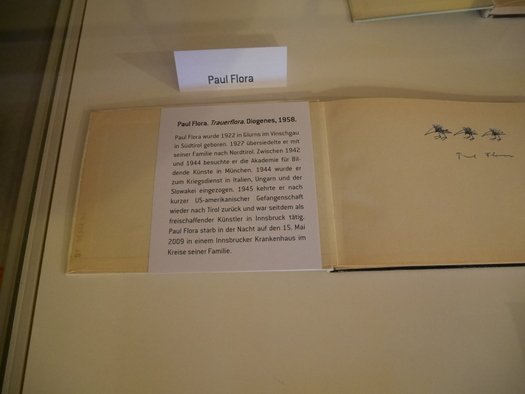 Paul Flora
Paul Flora. Trauerflora. Diogenes, 1958.
Paul Flora wurde 1922 in Glurns im Vinschgau
in Südtirol geboren. 1927 übersiedelte er mit
seiner Familie nach Nordtirol. Zwischen 1942
und 1944 besuchte er die Akademie für Bil-
dende Künste in München. 1944 wurde er
zum Kriegsdienst in Italien, Ungarn und der
Slowakei eingezogen. 1945 kehrte er nach
kurzer US-amerikanischer Gefangenschaft
wieder nach Tirol zurück und war seitdem als
freischaffender Künstler in Innsbruck tätig.
Paul Flora starb in der Nacht auf den 15. Mai
2009 in einem Innsbrucker Krankenhaus im
Kreise seiner Familie.